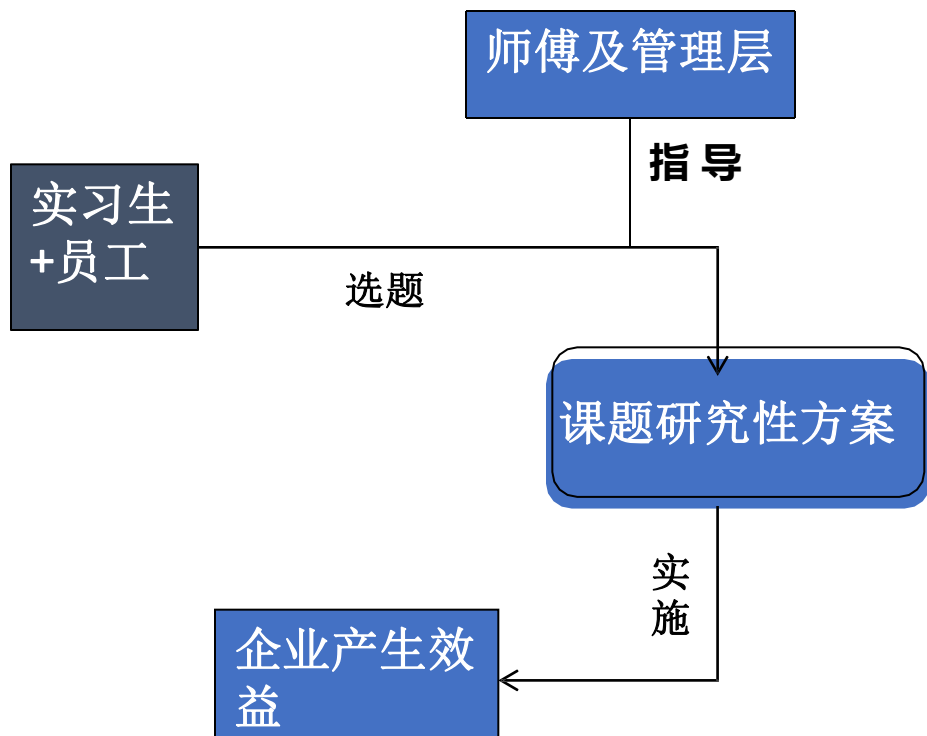 师傅及管理层
指导
实习生
+员工
选题
课题研究性方案
实
施
企业产生效
益